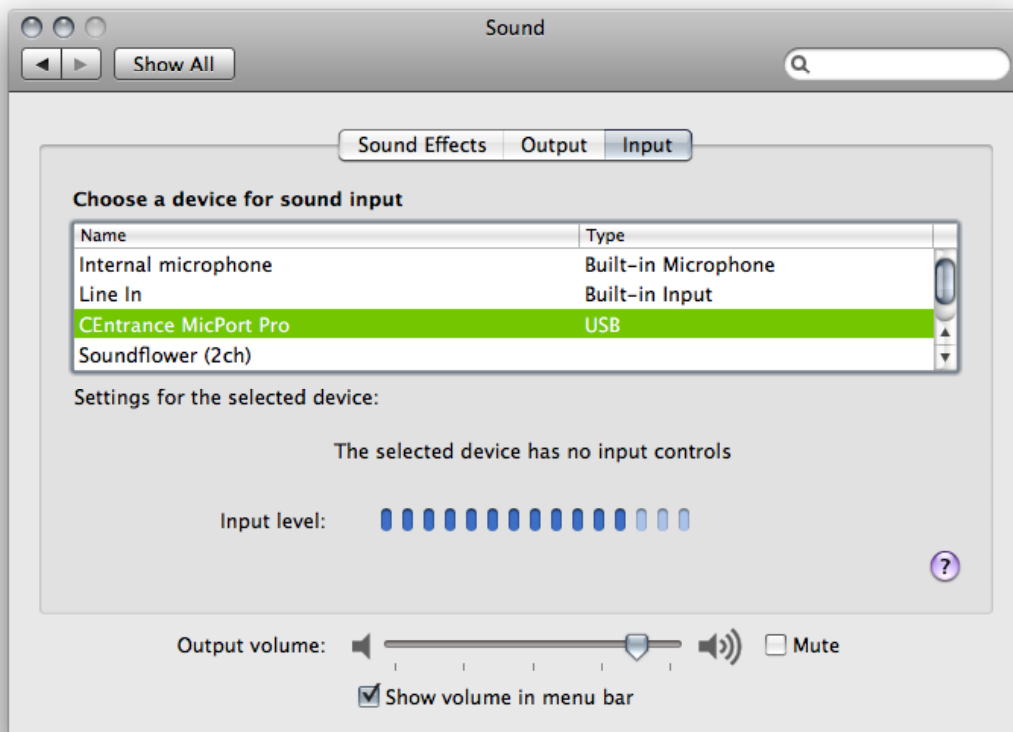 Sound
Show All
Sound Effects Output Input
Choose a device for sound input
Name Type
Internal microphone Built-in Microphone
Line In Built-in Input
CEntrance MicPort Pro USB
Soundflower (2ch)
Settings for the selected device:
The selected device has no input controls
Input level:
?
Output volume: Mute
Show volume in menu bar